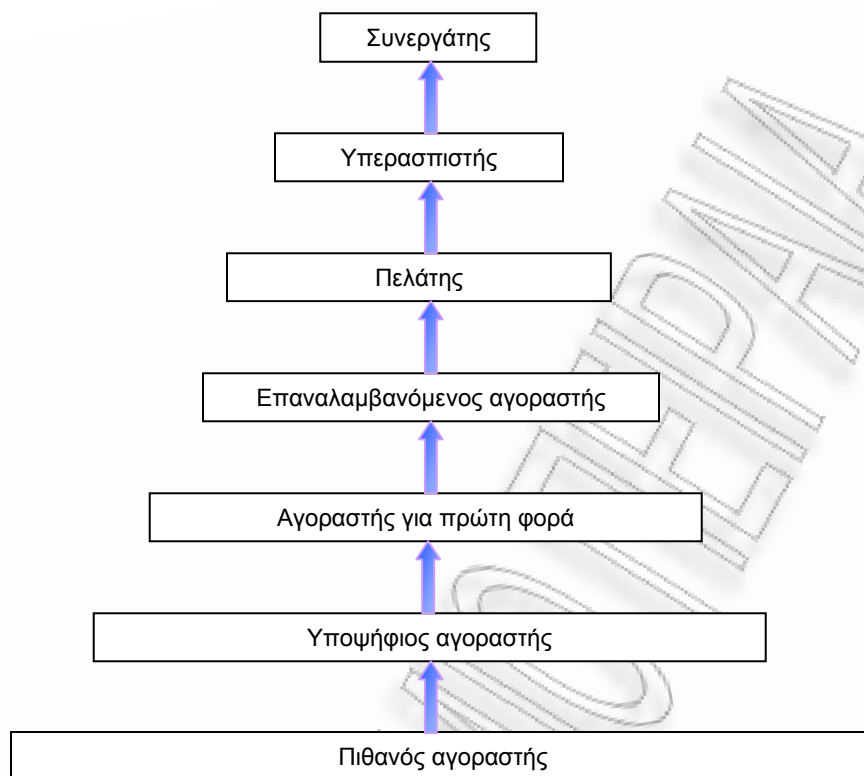 Συνεργάτης
Υπερασπιστής
Πελάτης
Επαναλαμβανόμενος αγοραστής
Αγοραστής για πρώτη φορά
Υποψήφιος αγοραστής
Πιθανός αγοραστής